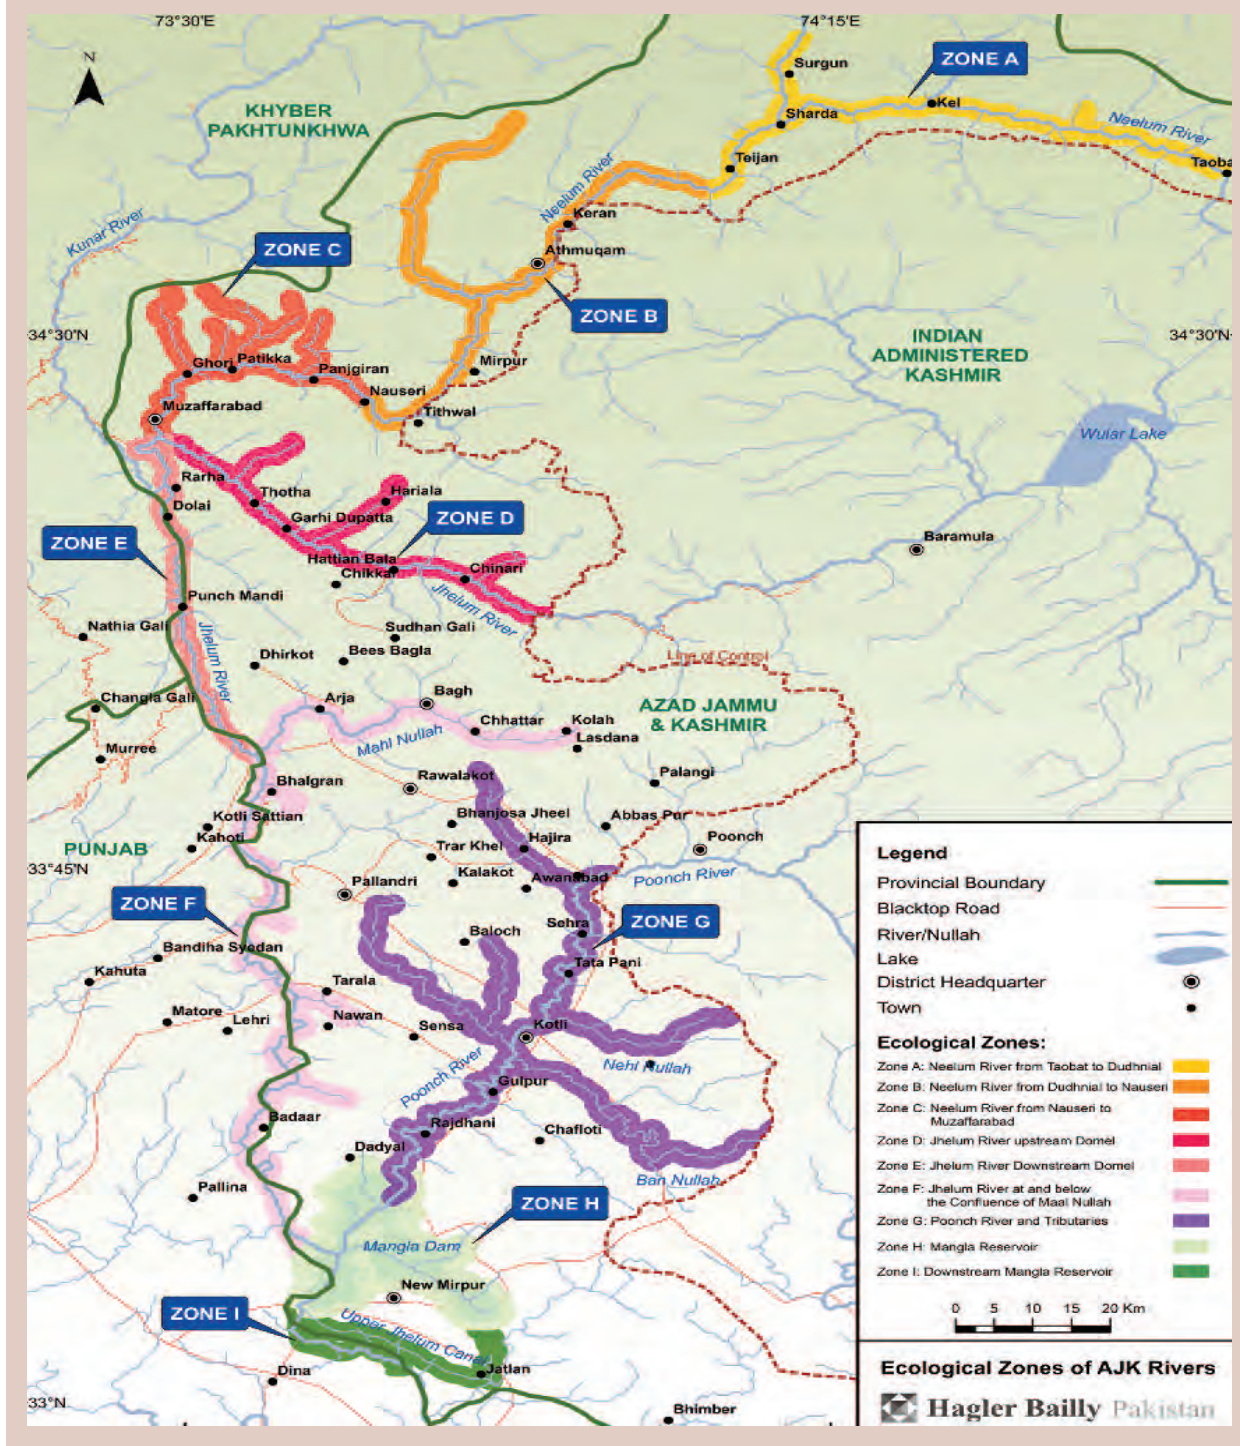 73°30'E
74°15'E
N
Surgun
ZONE A
Kel
KHYBER
PAKHTUNKHWA
Sharda
Neelum River
Teijan
Taoba
Neelum River
Keran
Kunar River
ZONE C
Athmuqam
ZONE B
34°30'N
34°30'N
INDIAN
ADMINISTERED
KASHMIR
Ghori
Patikka
Panjgiran
Mirpur
Nauseri
Muzaffarabad
Tithwal
Wular Lake
Rarha
Thotha
Hariala
Dolai
Garhi Dupatta
ZONE D
ZONE E
Baramula
Hattian Bala
Chikkar
Chinari
Punch Mandi
Jhelum River
Nathia Gali
Jhelum River
Sudhan Gali
Dhirkot
Bees Bagla
Line of Control
Changla Gali
Arja
Bagh
AZAD JAMMU
& KASHMIR
Chhattar
Kolah
Mahl Nullah
Lasdana
Murree
Bhalgran
Rawalakot
Palangi
Kotli Sattian
Bhanjosa Jheel
Abbas Pur
Kahoti
Hajira
Poonch
PUNJAB
Trar Khel
33°45'N
Pallandri
Kalakot
Awanabad
Poonch River
ZONE F
Sehra
ZONE G
Bandiha Syedan
Baloch
Kahuta
Tarala
Tata Pani
Matore
Lehri
Nawan
Sensa
Kotli
Nehl Nullah
Poonch River
Gulpur
Badaar
Rajdhani
Chafloti
Dadyal
Pallina
Ban Nullah
ZONE H
Mangla Dam
New Mirpur
ZONE I
Upper Jhelum Canal
Dina
Jatlan
33°N
Bhimber
Legend
Provincial Boundary
Blacktop Road
River/Nullah
Lake
District Headquarter
Town
Ecological Zones:
Zone A: Neelum River from Taobat to Dudhnial
Zone B: Neelum River from Dudhnial to Nauseri
Zone C: Neelum River from Nauseri to
Muzaffarabad
Zone D: Jhelum River upstream Domel
Zone E: Jhelum River Downstream Domel
Zone F: Jhelum River at and below
the Confluence of Maal Nullah
Zone G: Poonch River and Tributaries
Zone H: Mangla Reservoir
Zone I: Downstream Mangla Reservoir
0 5 10 15 20 Km
Ecological Zones of AJK Rivers
Hagler Bailly Pakistan